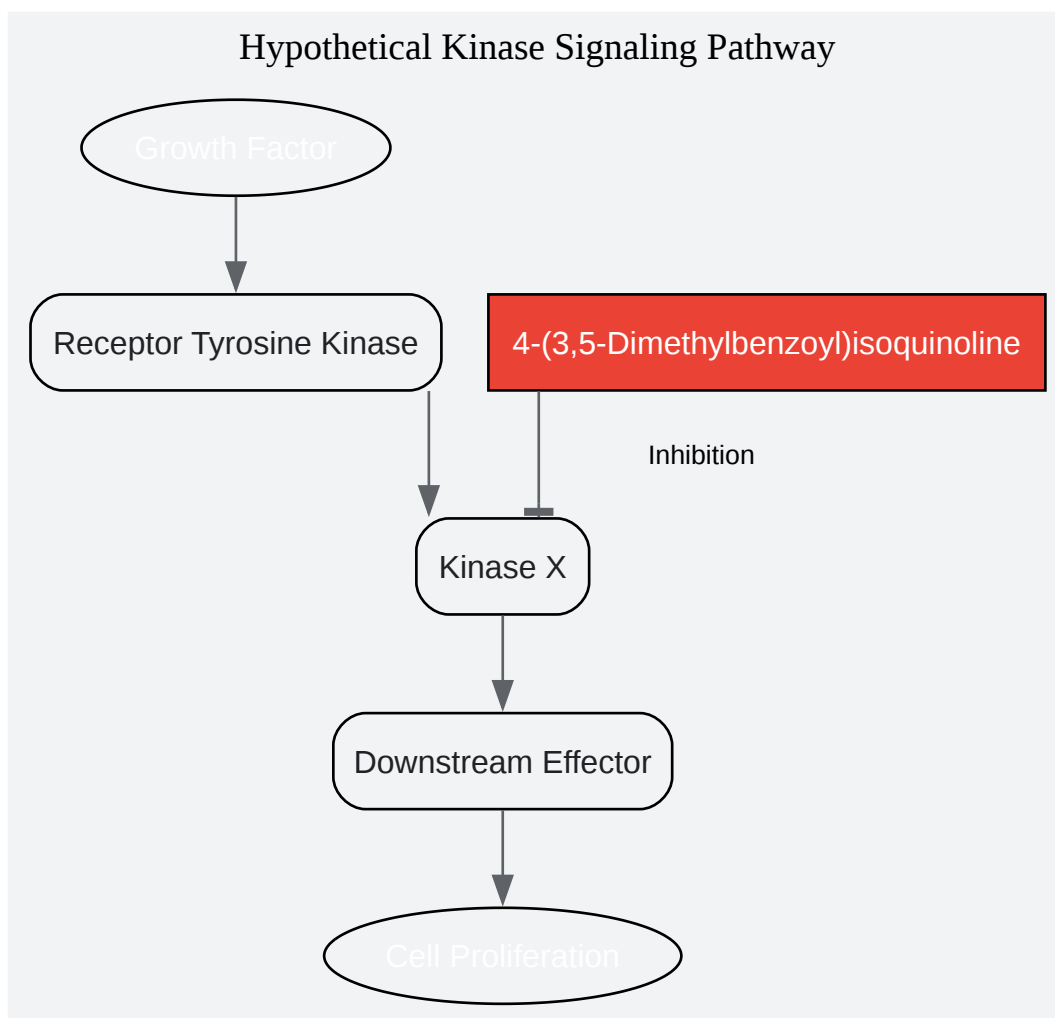 Hypothetical Kinase Signaling Pathway
Growth Factor
Receptor Tyrosine Kinase
4-(3,5-Dimethylbenzoyl)isoquinoline
Inhibition
Kinase X
Downstream Effector
Cell Proliferation